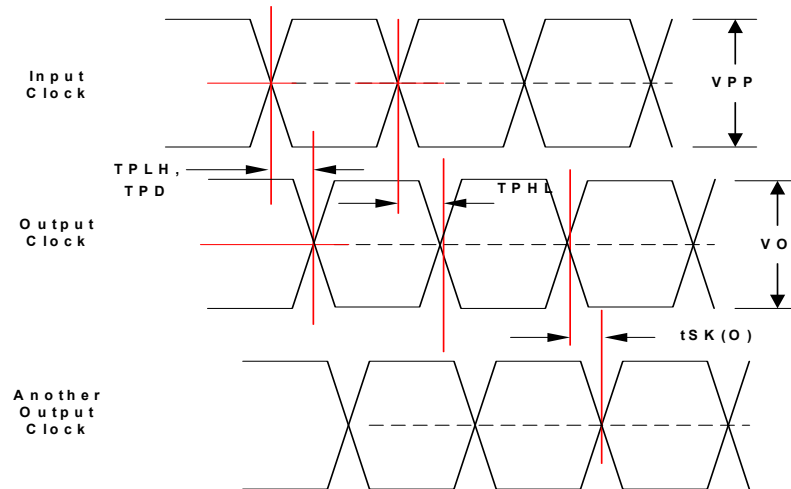 Input
Clock
VPP
TPLH,
TPD
TPHL
Output
Clock
VO
tSK(O)
Another
Output
Clock